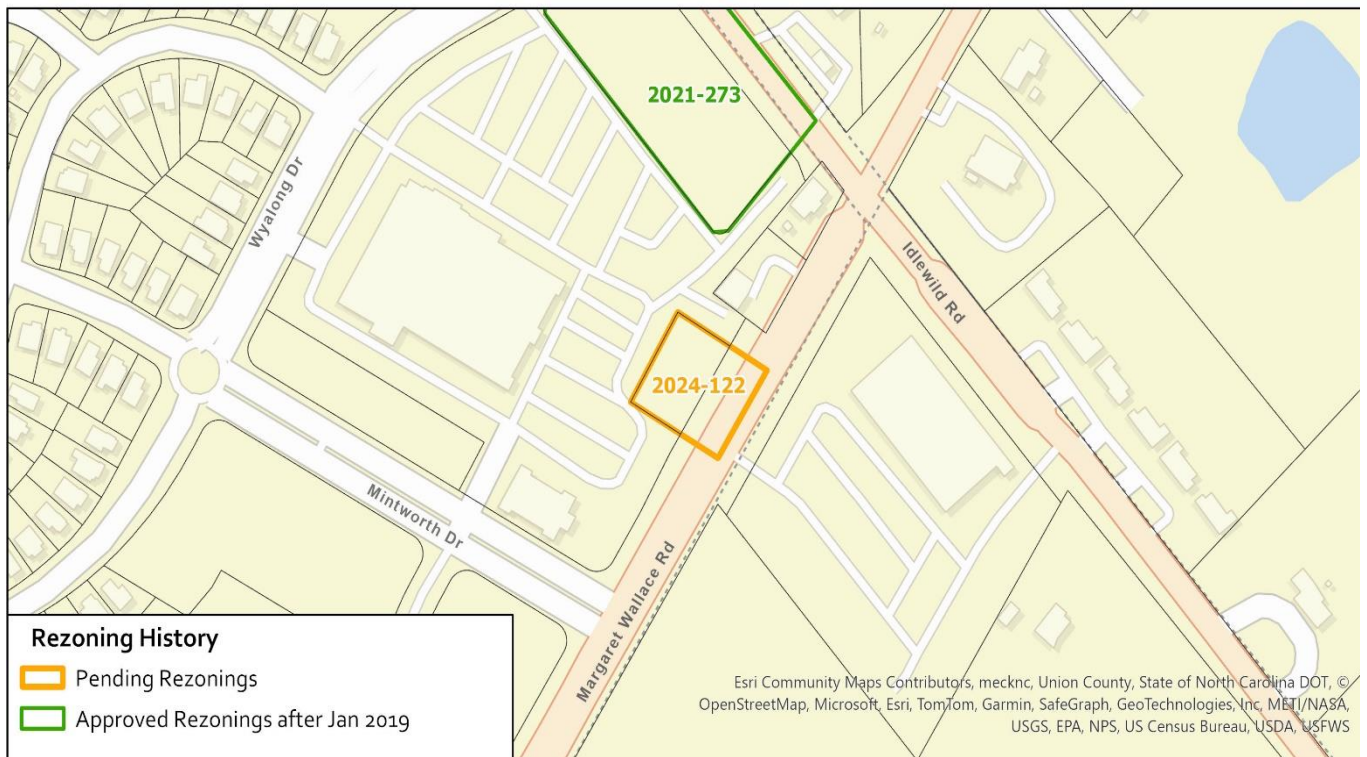 2021-273
Wyalong Dr
Idlewild Rd
2024-122
Mintworth Dr
Margaret Wallace Rd
Rezoning History
Pending Rezonings
Approved Rezonings after Jan 2019
Esri Community Maps Contributors, mecknc, Union County, State of North Carolina DOT, ©
OpenStreetMap, Microsoft, Esri, TomTom, Garmin, SafeGraph, GeoTechnologies, Inc, METI/NASA,
USGS, EPA, NPS, US Census Bureau, USDA, USFWS